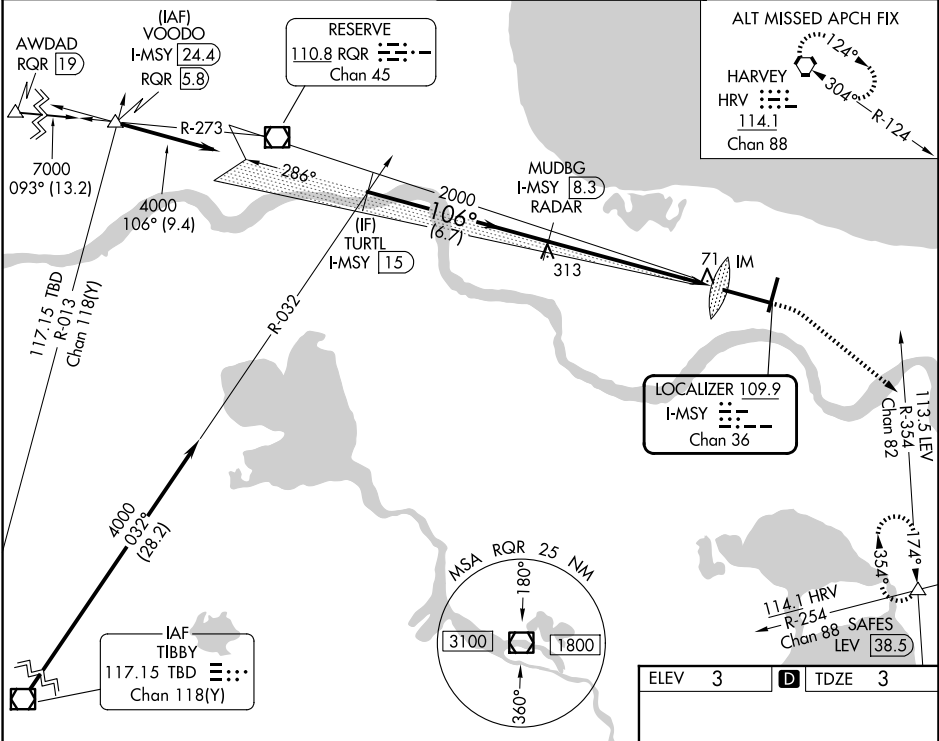 (IAF)
VOODO
I-MSY 24.4
RQR 5.8
AWDAD
RQR 19
RESERVE
110.8 RQR
Chan 45
ALT MISSED APCH FIX
124°
304°
R-124
HARVEY
HRV
114.1
Chan 88
R-273
7000
093° (13.2)
4000
106° (9.4)
286°
2000
106°
(6.7)
MUDBG
I-MSY 8.3
RADAR
313
71
IM
(IF)
TURTL
I-MSY 15
117.15 TBD
R-013
Chan 118(Y)
R-032
4000
032°
(28.2)
LOCALIZER 109.9
I-MSY
Chan 36
113.5 LEV
R-354
Chan 82
174°
354°
114.1 HRV
R-254
Chan 88
SAFES
LEV 38.5
IAF
TIBBY
117.15 TBD
Chan 118(Y)
MSA RQR 25 NM
180°
3100
1800
360°
ELEV 3
D
TDZE 3